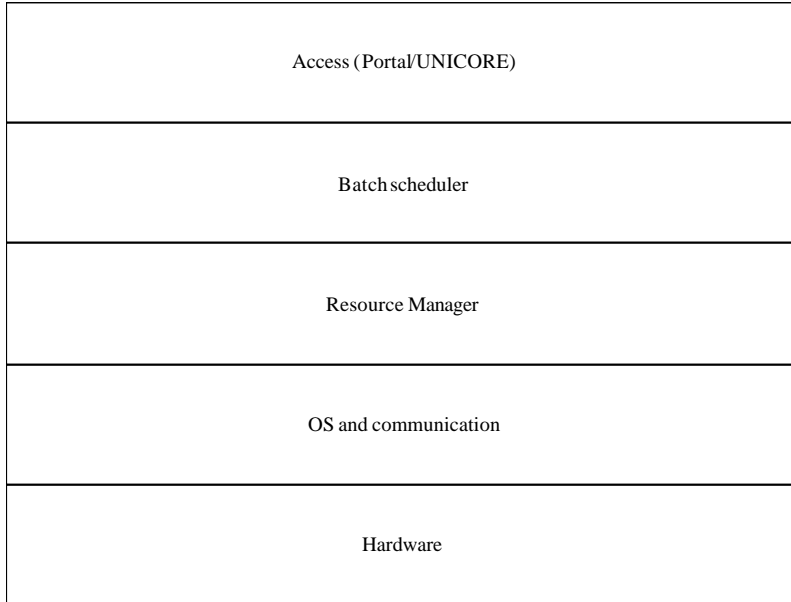 Access (Portal/UNICORE)
Batch scheduler
Resource Manager
OS and communication
Hardware